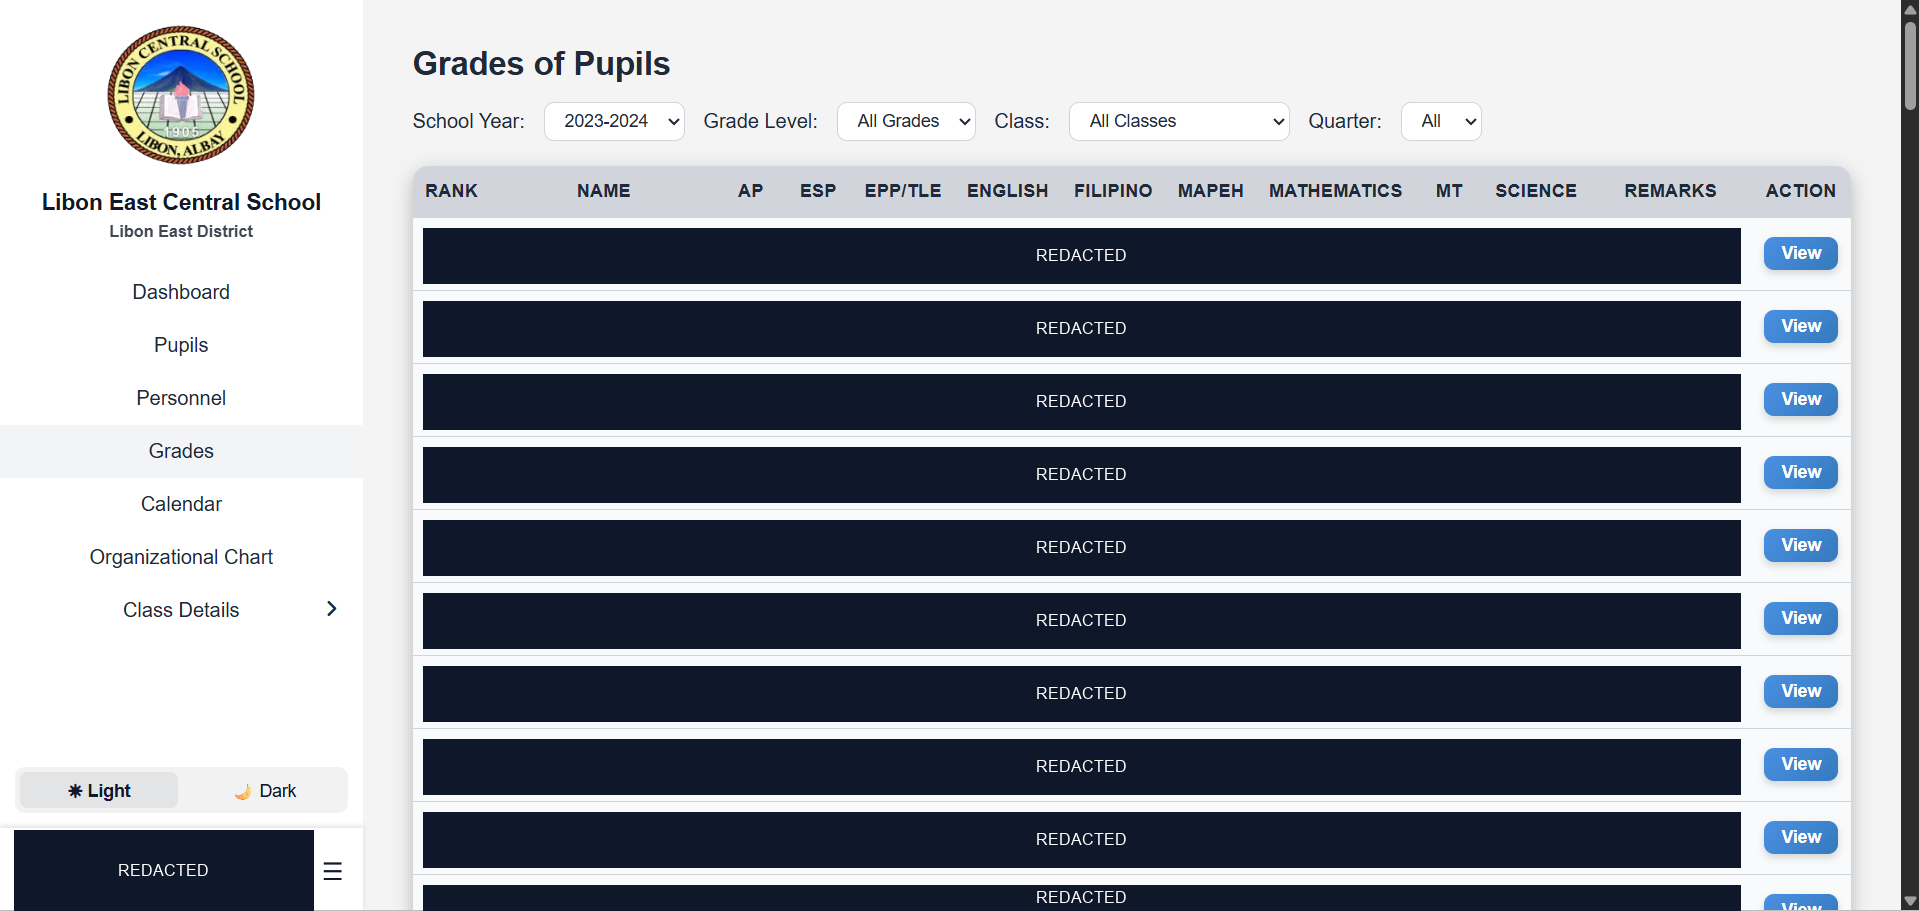 LIBON CENTRAL SCHOOL
1905
LIBON, ALBAY
Libon East Central School
Libon East District
Dashboard
Pupils
Personnel
Grades
Calendar
Organizational Chart
Class Details
Light Dark
REDACTED
Grades of Pupils
School Year: 2023-2024 Grade Level: All Grades Class: All Classes Quarter: All
RANK NAME AP ESP EPP/TLE ENGLISH FILIPINO MAPEH MATHEMATICS MT SCIENCE REMARKS ACTION
REDACTED View
REDACTED View
REDACTED View
REDACTED View
REDACTED View
REDACTED View
REDACTED View
REDACTED View
REDACTED View
REDACTED View